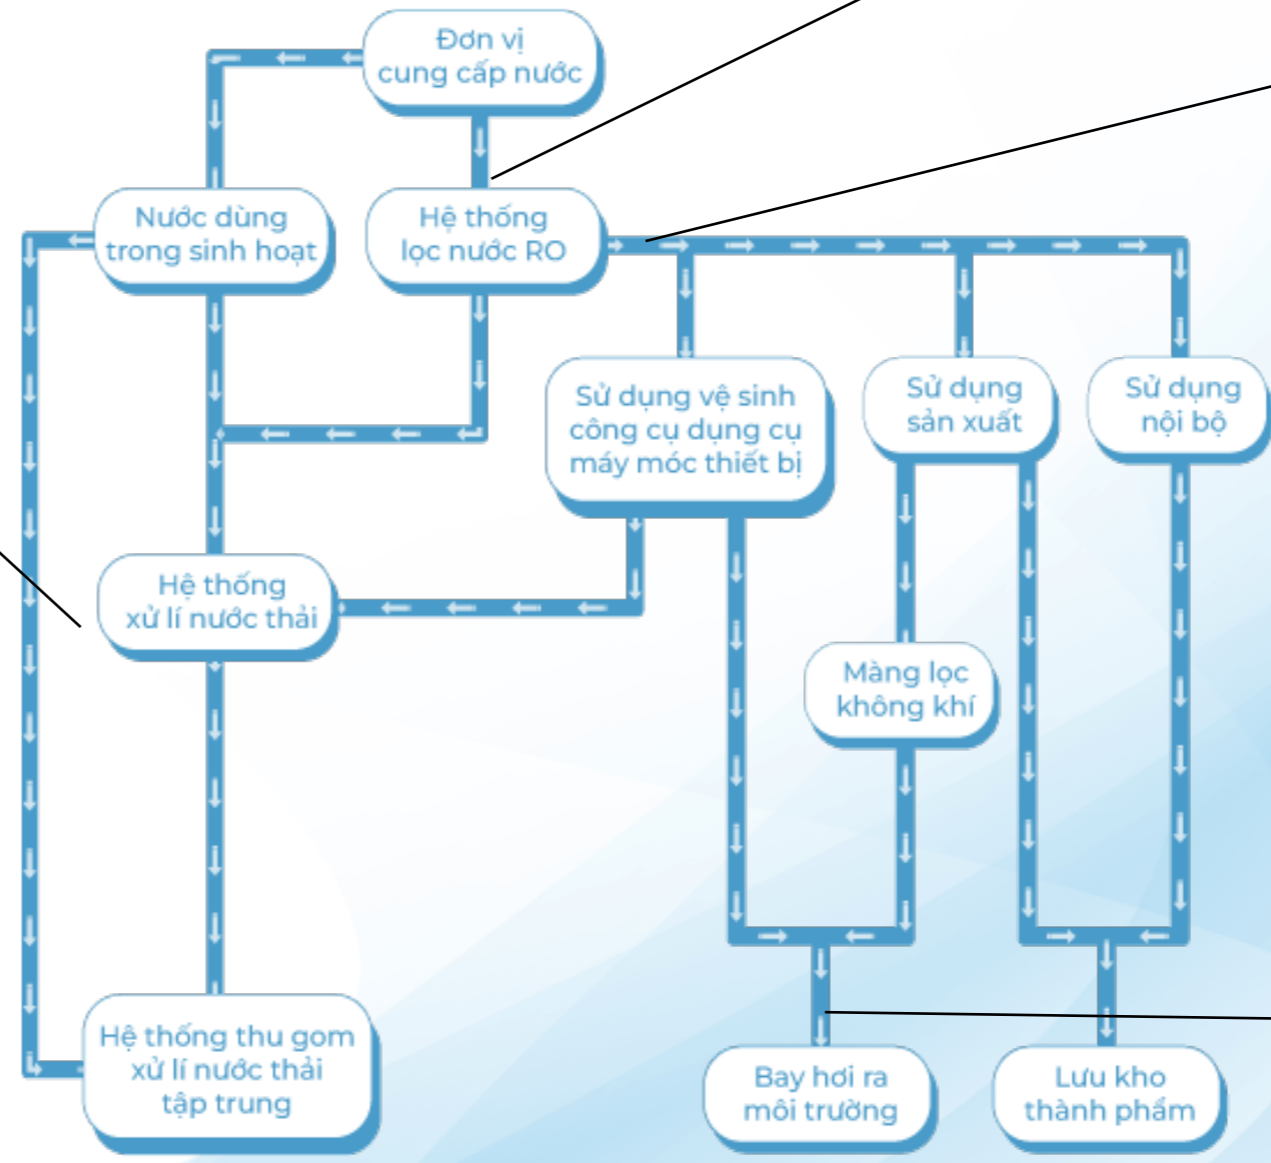 Đơn vị
cung cấp nước
Nước dùng
trong sinh hoạt
Hệ thống
lọc nước RO
Sử dụng vệ sinh
công cụ dụng cụ
máy móc thiết bị
Sử dụng
sản xuất
Sử dụng
nội bộ
Hệ thống
xử lí nước thải
Màng lọc
không khí
Hệ thống thu gom
xử lí nước thải
tập trung
Bay hơi ra
môi trường
Lưu kho
thành phẩm